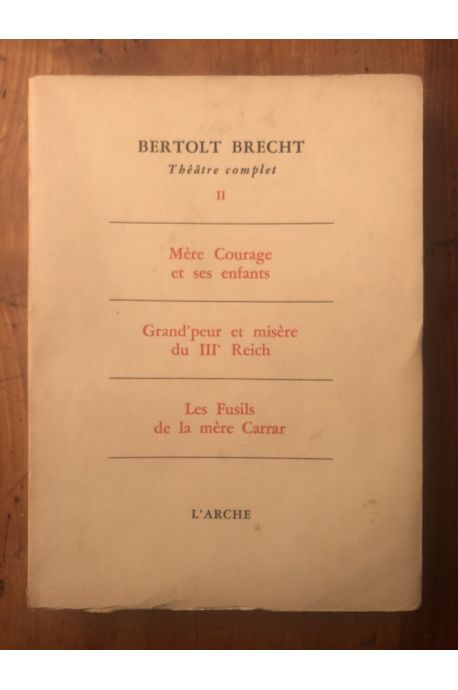 BERTOLT BRECHT
Théâtre complet
II
Mère Courage
et ses enfants
Grand'peur et misère
du IIIᵉ Reich
Les Fusils
de la mère Carrar
L'ARCHE